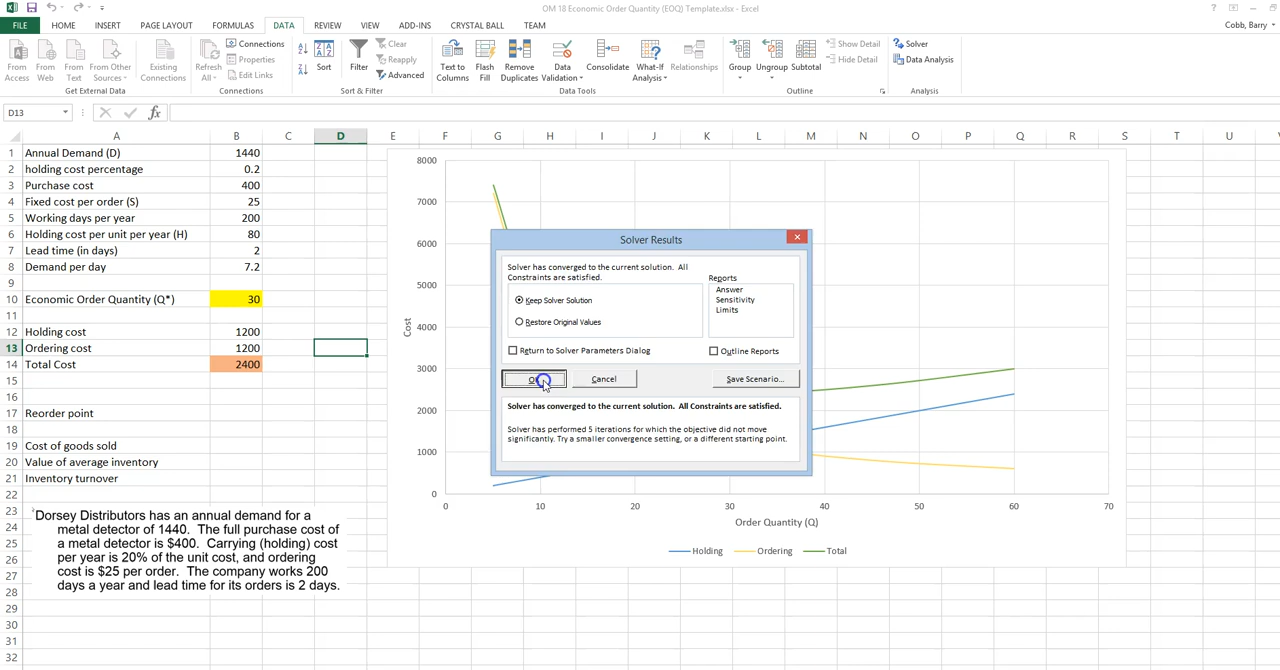 OM 18 Economic Order Quantity (EOQ) Template.xlsx - Excel
FILE HOME INSERT PAGE LAYOUT FORMULAS DATA REVIEW VIEW ADD-INS CRYSTAL BALL TEAM Cobb, Barry
From Access From Web From Text From Other Sources Existing Connections Refresh All Connections Properties Edit Links Sort Filter Clear Reapply Advanced Text to Columns Flash Fill Remove Duplicates Data Validation Consolidate What-If Analysis Relationships Group Ungroup Subtotal Show Detail Hide Detail Solver Data Analysis
Get External Data Connections Sort & Filter Data Tools Outline Analysis
D13 fx
A B C D E F G H I J K L M N O P Q R S T U
1 Annual Demand (D) 1440
2 holding cost percentage 0.2
3 Purchase cost 400
4 Fixed cost per order (S) 25
5 Working days per year 200
6 Holding cost per unit per year (H) 80
7 Lead time (in days) 2
8 Demand per day 7.2
9
10 Economic Order Quantity (Q*) 30
11
12 Holding cost 1200
13 Ordering cost 1200
14 Total Cost 2400
15
16
17 Reorder point
18
19 Cost of goods sold
20 Value of average inventory
21 Inventory turnover
22
23
24
25
26
27
28
29
30
31
32
Dorsey Distributors has an annual demand for a
metal detector of 1440. The full purchase cost of
a metal detector is $400. Carrying (holding) cost
per year is 20% of the unit cost, and ordering
cost is $25 per order. The company works 200
days a year and lead time for its orders is 2 days.
8000
7000
6000
5000
4000
3000
2000
1000
0
Cost
0 10 20 30 40 50 60 70
Order Quantity (Q)
Holding Ordering Total
Solver Results
Solver has converged to the current solution. All
Constraints are satisfied.
Keep Solver Solution
Restore Original Values
Reports
Answer
Sensitivity
Limits
Return to Solver Parameters Dialog
Outline Reports
OK Cancel Save Scenario...
Solver has converged to the current solution. All Constraints are satisfied.
Solver has performed 5 iterations for which the objective did not move
significantly. Try a smaller convergence setting, or a different starting point.